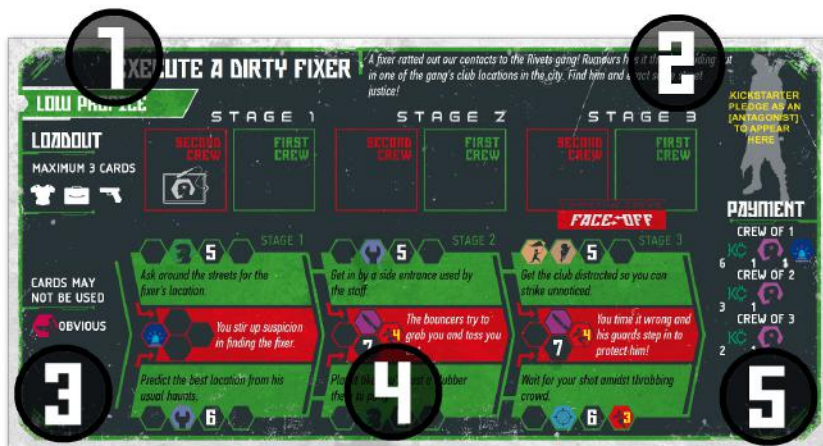 1
2
EXECUTE A DIRTY FIXER
A fixer ratted out our contacts to the Rivets gang! Rumours
in one of the gang's club locations in the city. Find him and
justice!
LOW PROFILE
KICKSTARTER
PLEDGE AS AN
[ANTAGONIST]
TO APPEAR
HERE
STAGE 1
STAGE 2
STAGE 3
LOADOUT
MAXIMUM 3 CARDS
SECOND
CREW
FIRST
CREW
SECOND
CREW
FIRST
CREW
SECOND
CREW
FIRST
CREW
FACE-OFF
PAYMENT
CREW OF 1
KC
6 1 1
CREW OF 2
KC
3 1
CREW OF 3
KC
2
CARDS MAY
NOT BE USED
OBVIOUS
5 STAGE 1
Ask around the streets for the
fixer's location.
You stir up suspicion
in finding the fixer.
Predict the best location from his
usual haunts.
6
5 STAGE 2
Get in by a side entrance used by
the staff.
The bouncers try to
grab you and toss you
4
7
5 STAGE 3
Get the club distracted so you can
strike unnoticed.
You time it wrong and
his guards step in to
protect him!
4
7
Wait for your shot amidst throbbing
crowd.
6 3
3
4
5